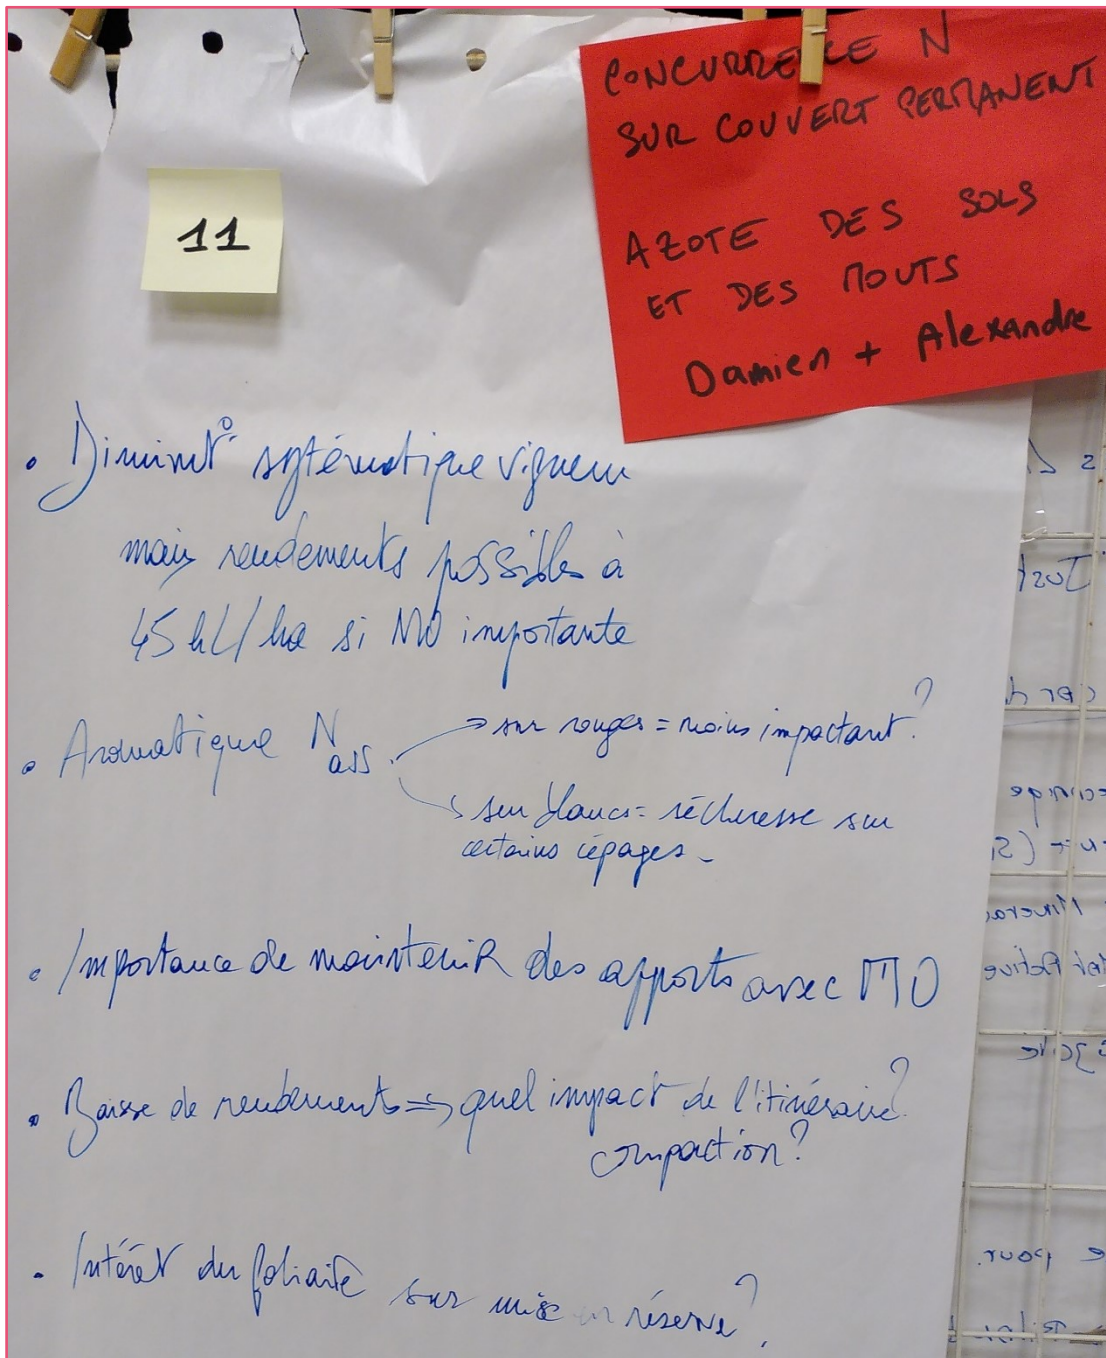 CONCURRENCE N
SUR COUVERT PERMANENT
AZOTE DES SOLS
ET DES MOUTS
Damien + Alexandre
11
• Diminut° systématique vigueur
mais rendements possibles à
45 hL/ha si MO importante
• Aromatique N ass.
→ sur rouges = moins impactant ?
→ sur blancs = sécheresse sur
certains cépages -
• Importance de maintenir des apports avec MO
• Baisse de rendements => quel impact de l'itinéraire ?
compaction ?
• Intérêt du foliaire sur mise en réserve ?